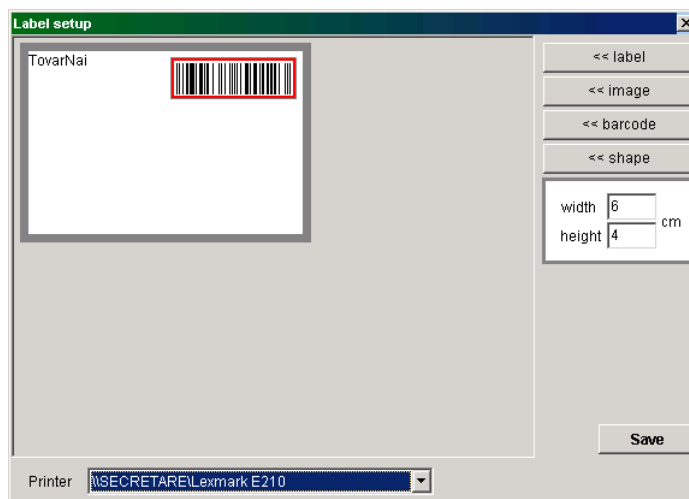 Label setup
TovarNai
<< label
<< image
<< barcode
<< shape
width 6
cm
height 4
Save
Printer \\SECRETARE\Lexmark E210